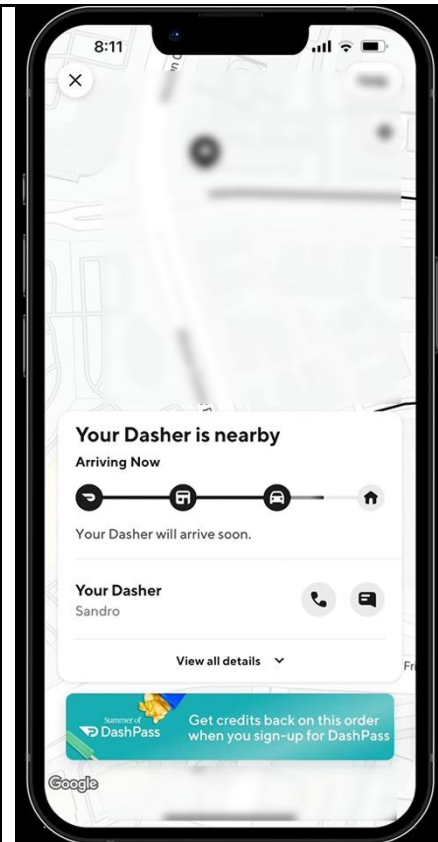 8:11
Your Dasher is nearby
Arriving Now
Your Dasher will arrive soon.
Your Dasher
Sandro
View all details
Fri
Summer of
DashPass
Get credits back on this order
when you sign-up for DashPass
Google